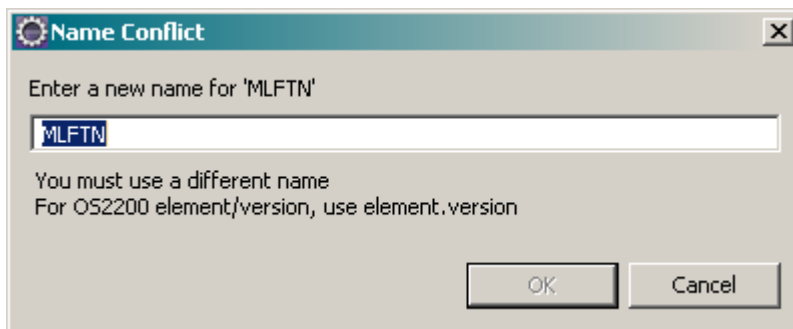 Name Conflict
Enter a new name for 'MLFTN'
MLFTN
You must use a different name
For OS2200 element/version, use element.version
OK
Cancel